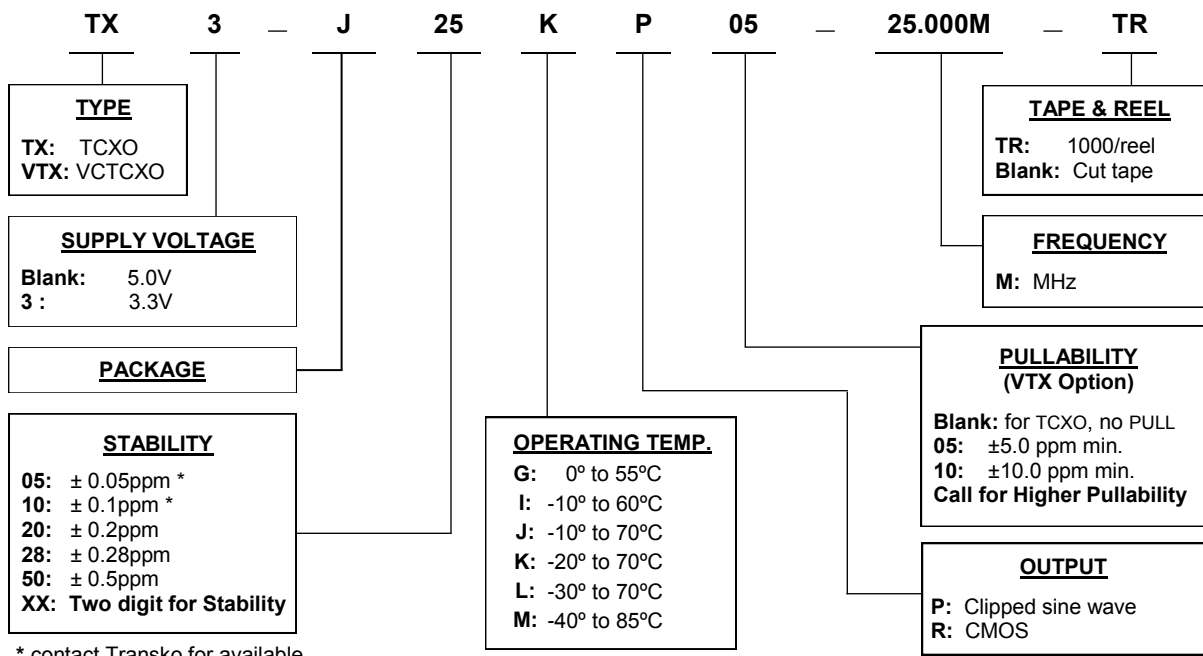 TX 3 – J 25 K P 05 – 25.000M – TR
TYPE
TX: TCXO
VTX: VCTCXO
SUPPLY VOLTAGE
Blank: 5.0V
3 : 3.3V
PACKAGE
STABILITY
05: ± 0.05ppm *
10: ± 0.1ppm *
20: ± 0.2ppm
28: ± 0.28ppm
50: ± 0.5ppm
XX: Two digit for Stability
* contact Transko for available
OPERATING TEMP.
G: 0º to 55ºC
I: -10º to 60ºC
J: -10º to 70ºC
K: -20º to 70ºC
L: -30º to 70ºC
M: -40º to 85ºC
TAPE & REEL
TR: 1000/reel
Blank: Cut tape
FREQUENCY
M: MHz
PULLABILITY
(VTX Option)
Blank: for TCXO, no PULL
05: ±5.0 ppm min.
10: ±10.0 ppm min.
Call for Higher Pullability
OUTPUT
P: Clipped sine wave
R: CMOS